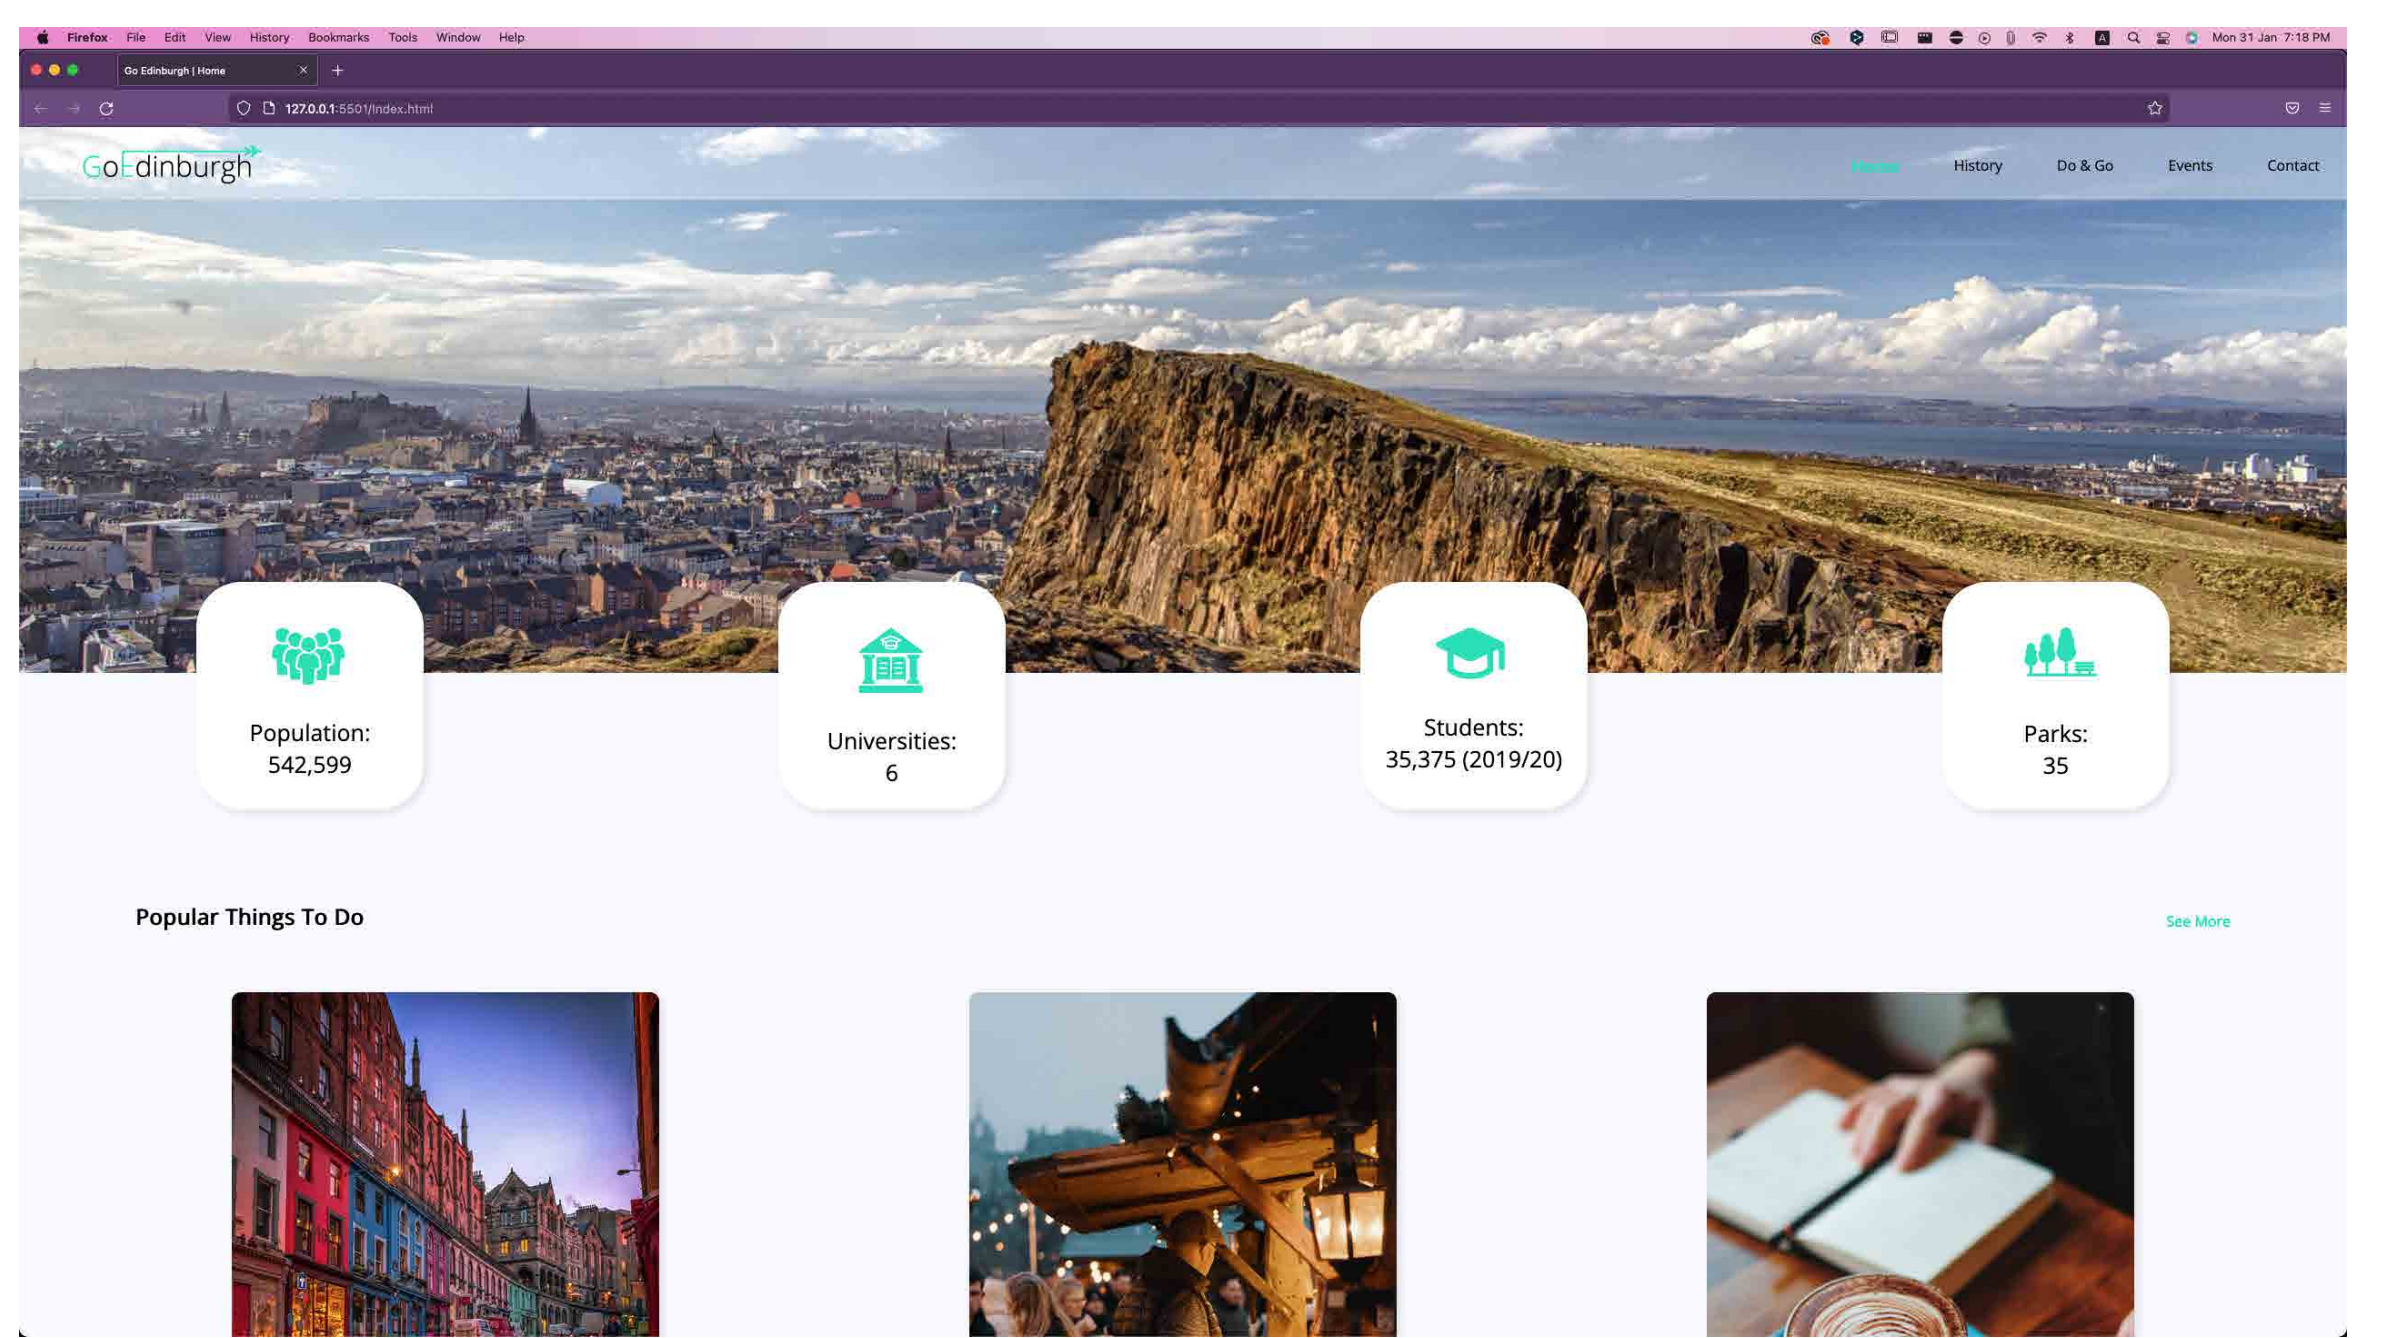 Firefox File Edit View History Bookmarks Tools Window Help
Mon 31 Jan 7:18 PM
Go Edinburgh | Home
127.0.0.1:5501/index.html
GoEdinburgh
Home History Do & Go Events Contact
Population:
542,599
Universities:
6
Students:
35,375 (2019/20)
Parks:
35
Popular Things To Do
See More